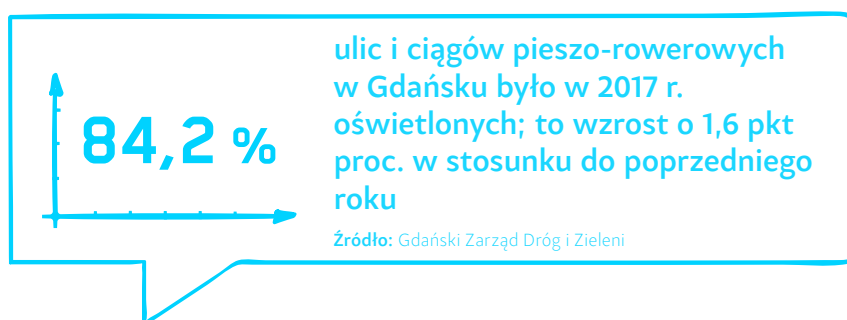 84,2 %
ulic i ciągów pieszo-rowerowych
w Gdańsku było w 2017 r.
oświetlonych; to wzrost o 1,6 pkt
proc. w stosunku do poprzedniego
roku
Źródło: Gdański Zarząd Dróg i Zieleni